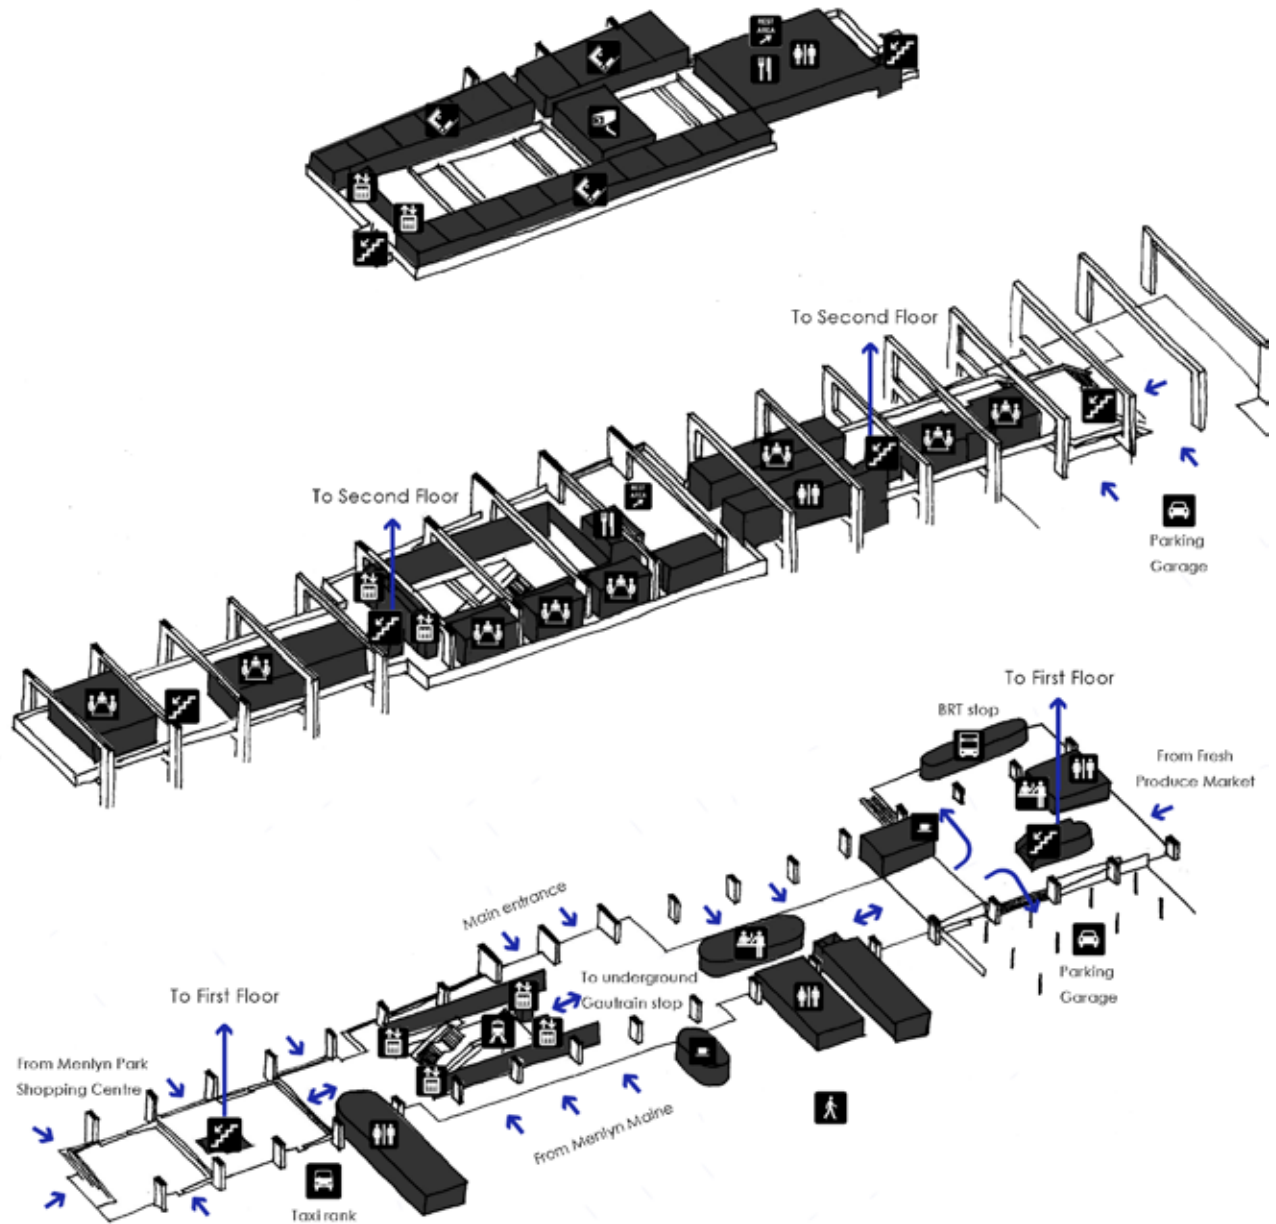 REST
AREA
To Second Floor
To Second Floor
REST
AREA
Parking
Garage
To First Floor
BRT stop
From Fresh
Produce Market
Main entrance
To underground
Gautrain stop
Parking
Garage
To First Floor
From Menlyn Park
Shopping Centre
From Menlyn Maine
Taxi rank